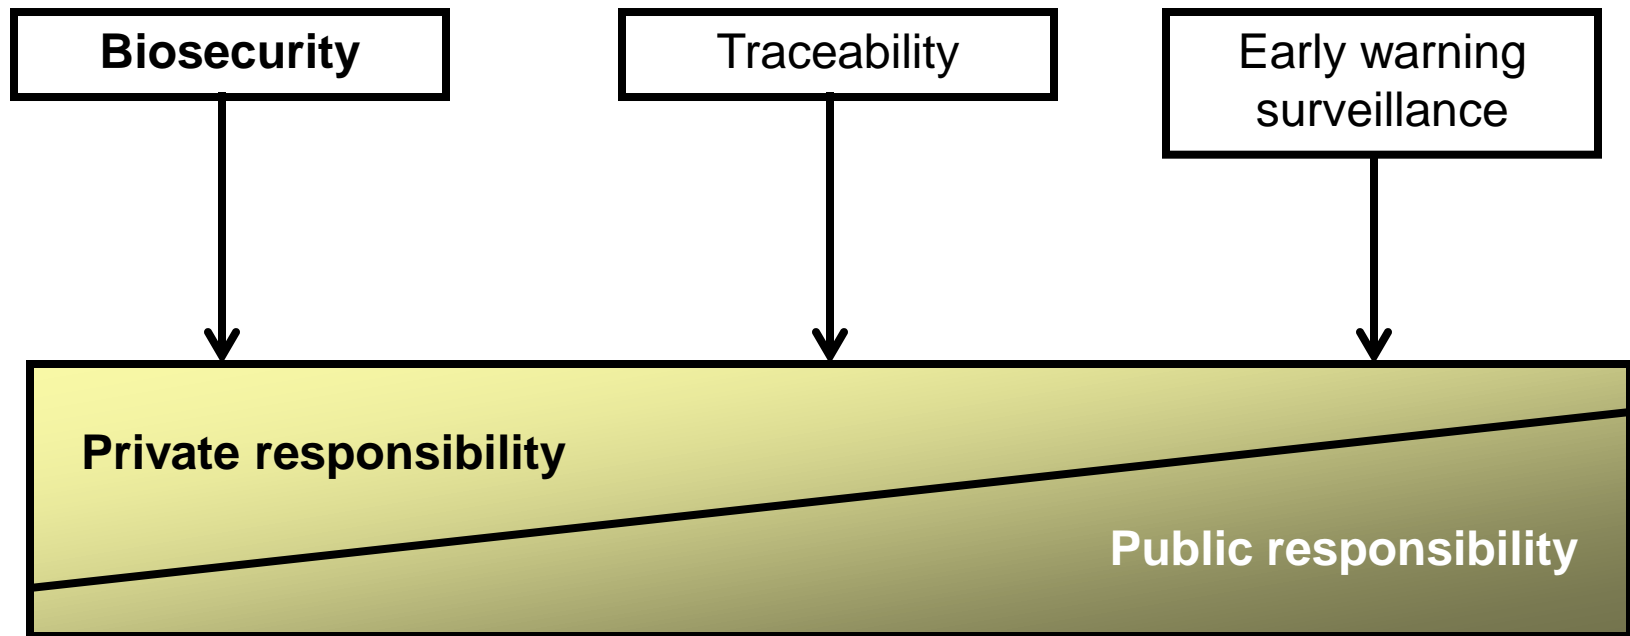 Biosecurity
Traceability
Early warning
surveillance
Private responsibility
Public responsibility